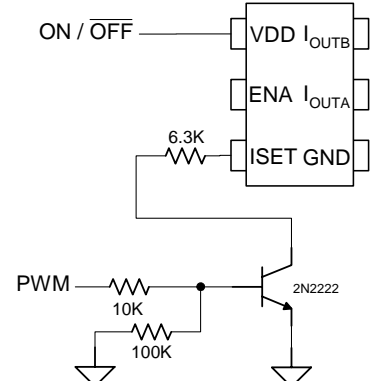 ON / OFF
VDD IOUTB
ENA IOUTA
6.3K
ISET GND
PWM
2N2222
10K
100K